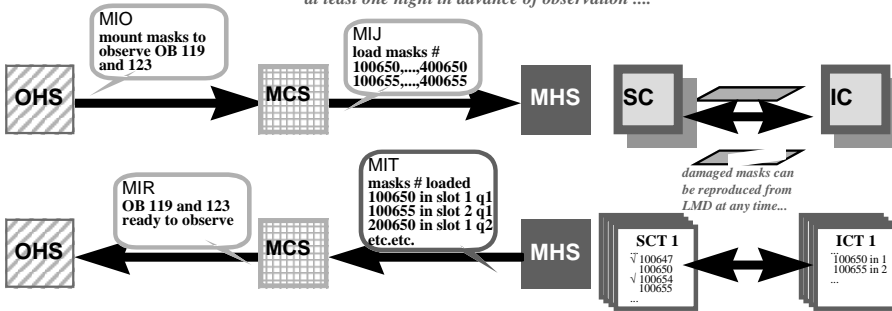 at least one night in advance of observation ....
MIO
mount masks to
observe OB 119
and 123
MIJ
load masks #
100650,...,400650
100655,...,400655
OHS
MCS
MHS
SC
IC
MIR
OB 119 and 123
ready to observe
MIT
masks # loaded
100650 in slot 1 q1
100655 in slot 2 q1
200650 in slot 1 q2
etc.etc.
damaged masks can
be reproduced from
LMD at any time...
OHS
MCS
MHS
SCT 1
...
√ 100647
100650
√ 100654
100655
...
ICT 1
...
100650 in 1
100655 in 2
...